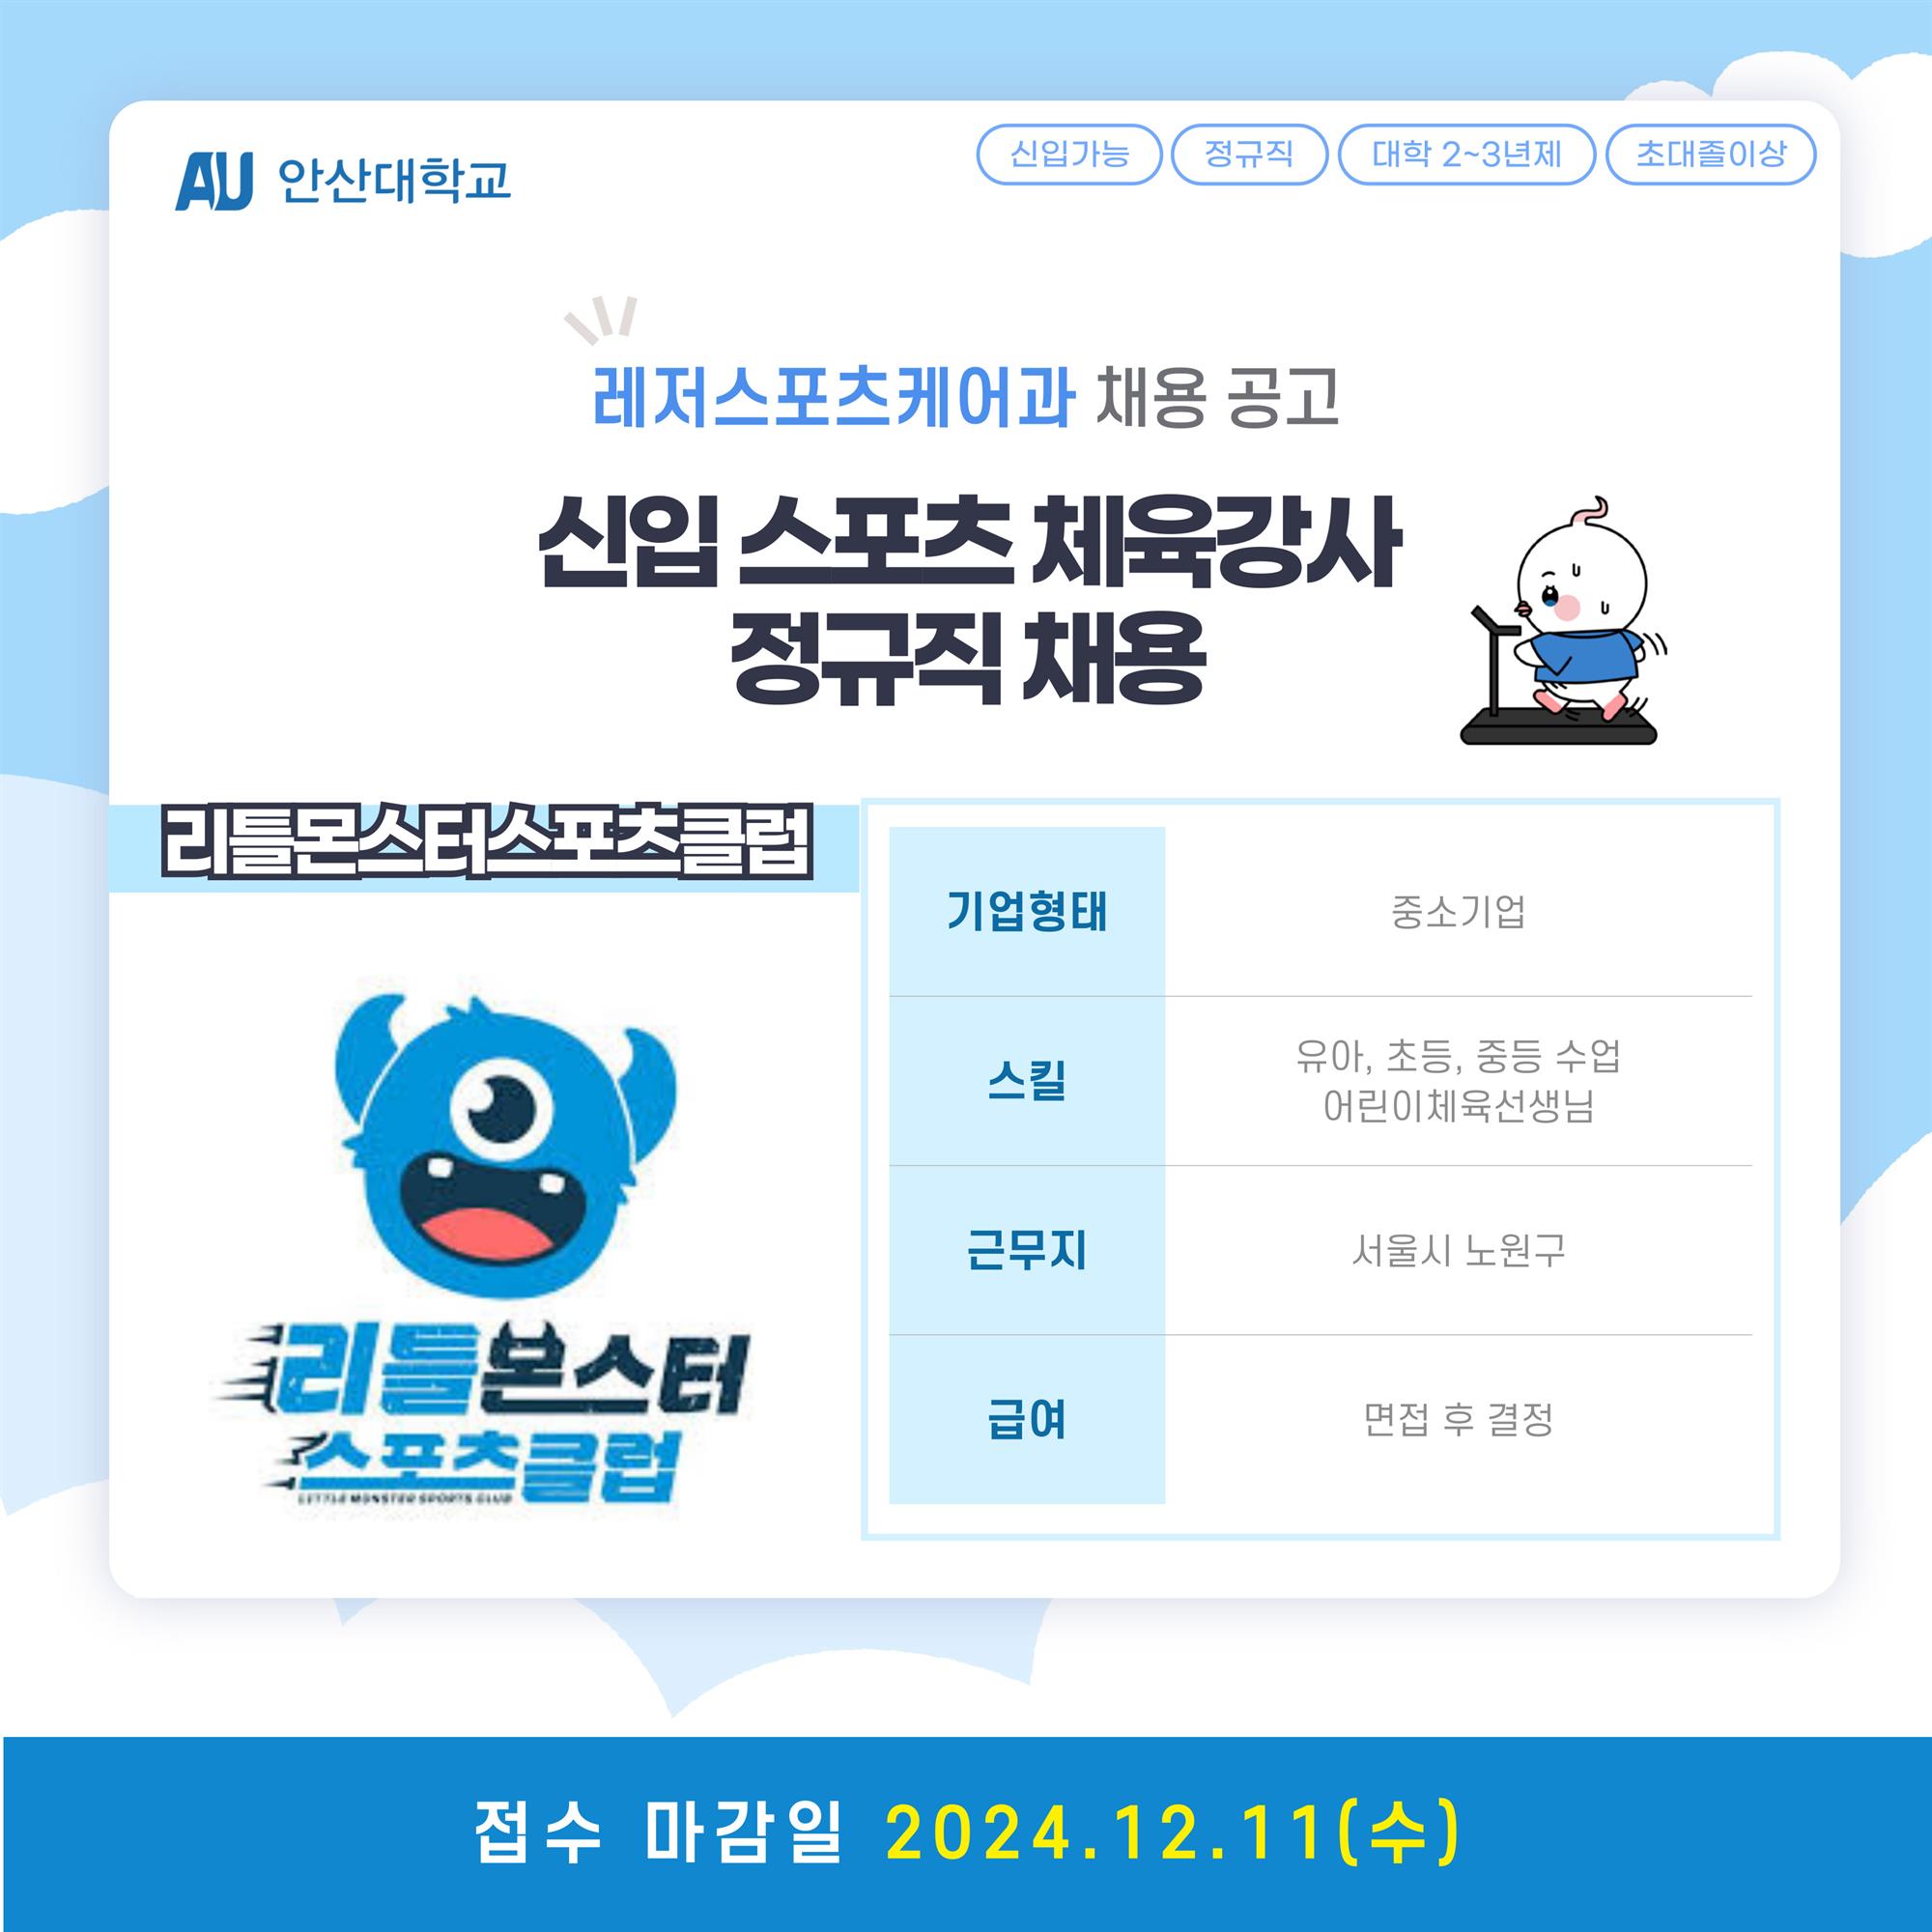 AU 안산대학교
신입가능 정규직 대학 2~3년제 초대졸이상
레저스포츠케어과 채용 공고
신입 스포츠 체육강사
정규직 채용
리틀몬스터스포츠클럽
리틀몬스터
스포츠클럽
LITTLE MONSTER SPORTS CLUB
기업형태 중소기업
스킬 유아, 초등, 중등 수업
어린이체육선생님
근무지 서울시 노원구
급여 면접 후 결정
접수 마감일 2024.12.11(수)